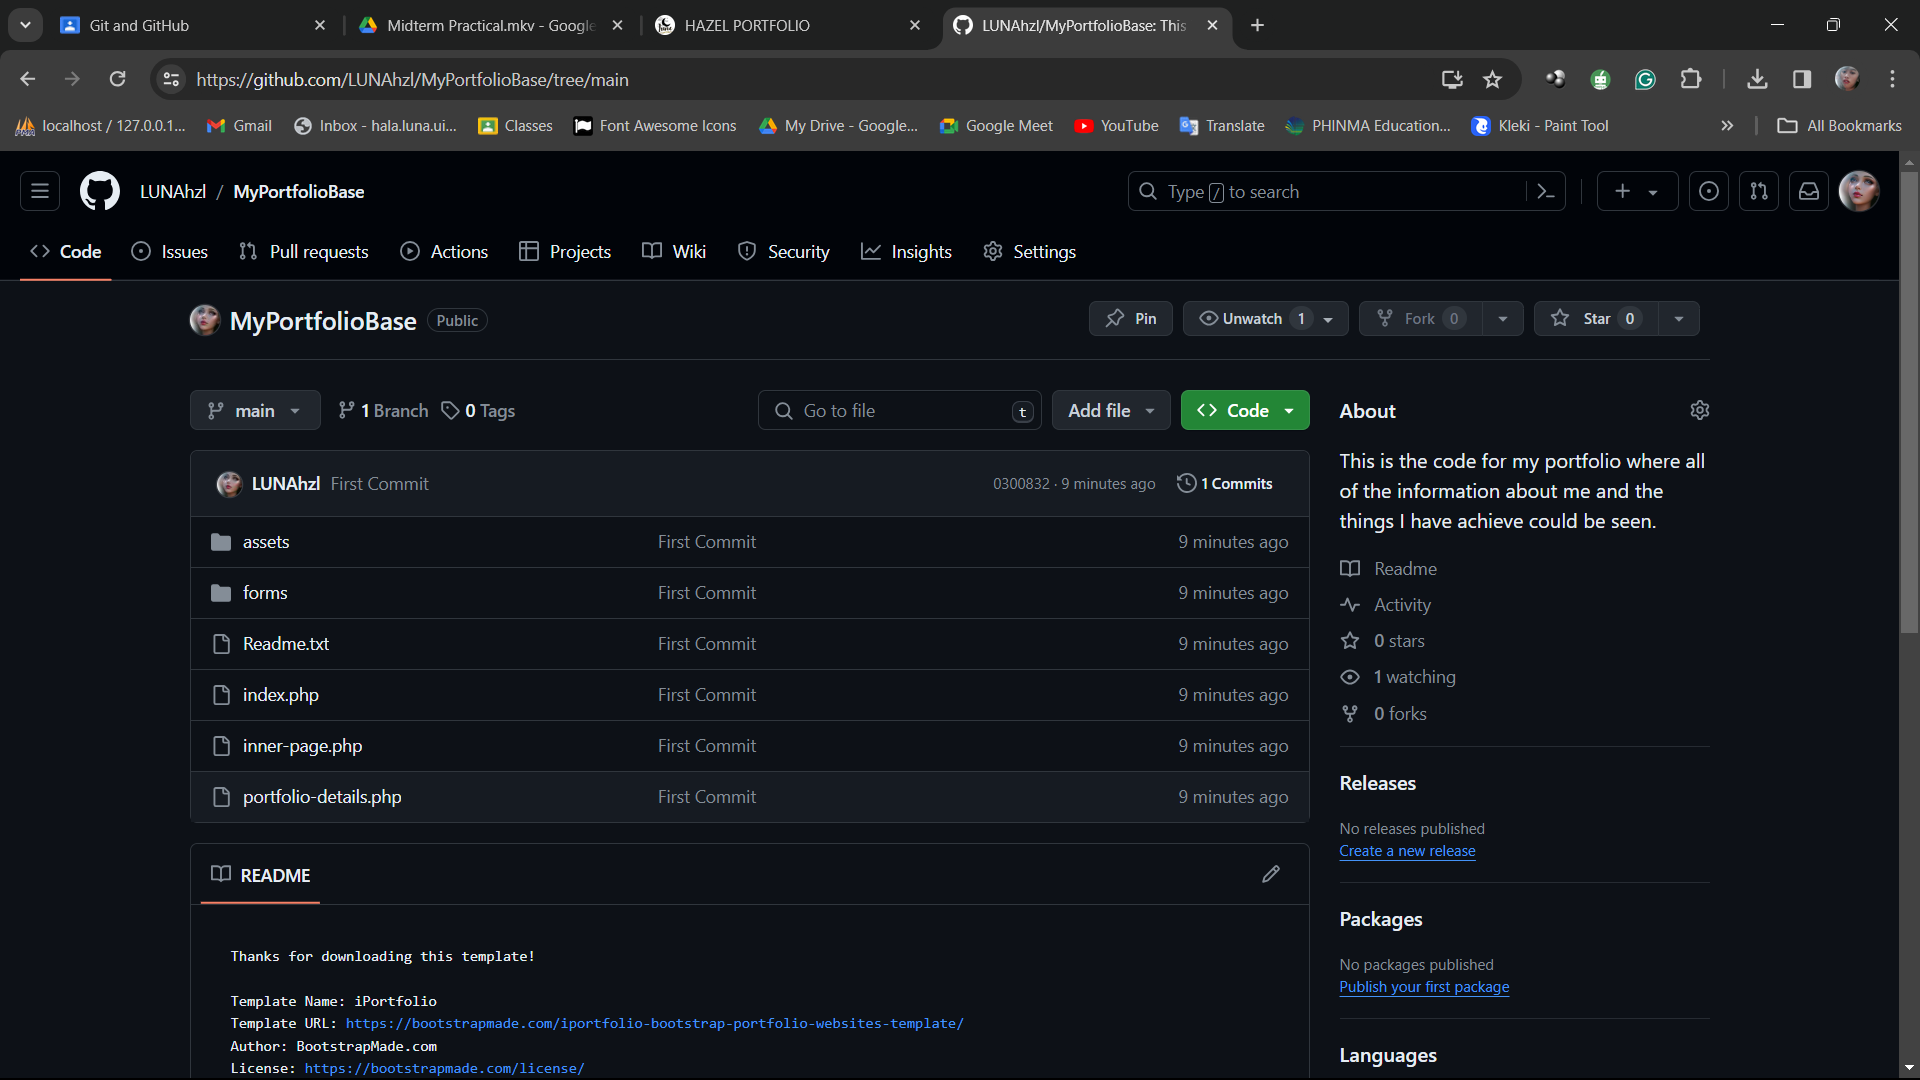 Git and GitHub
Midterm Practical.mkv - Google
HAZEL PORTFOLIO
LUNAhzl/MyPortfolioBase: This
https://github.com/LUNAhzl/MyPortfolioBase/tree/main
localhost / 127.0.0.1...
Gmail
Inbox - hala.luna.ui...
Classes
Font Awesome Icons
My Drive - Google...
Google Meet
YouTube
Translate
PHINMA Education...
Kleki - Paint Tool
All Bookmarks
LUNAhzl / MyPortfolioBase
Type / to search
Code
Issues
Pull requests
Actions
Projects
Wiki
Security
Insights
Settings
MyPortfolioBase
Public
Pin
Unwatch 1
Fork 0
Star 0
main
1 Branch
0 Tags
Go to file
t
Add file
Code
LUNAhzl First Commit
0300832 · 9 minutes ago
1 Commits
assets First Commit 9 minutes ago
forms First Commit 9 minutes ago
Readme.txt First Commit 9 minutes ago
index.php First Commit 9 minutes ago
inner-page.php First Commit 9 minutes ago
portfolio-details.php First Commit 9 minutes ago
README
Thanks for downloading this template!
Template Name: iPortfolio
Template URL: https://bootstrapmade.com/iportfolio-bootstrap-portfolio-websites-template/
Author: BootstrapMade.com
License: https://bootstrapmade.com/license/
About
This is the code for my portfolio where all
of the information about me and the
things I have achieve could be seen.
Readme
Activity
0 stars
1 watching
0 forks
Releases
No releases published
Create a new release
Packages
No packages published
Publish your first package
Languages